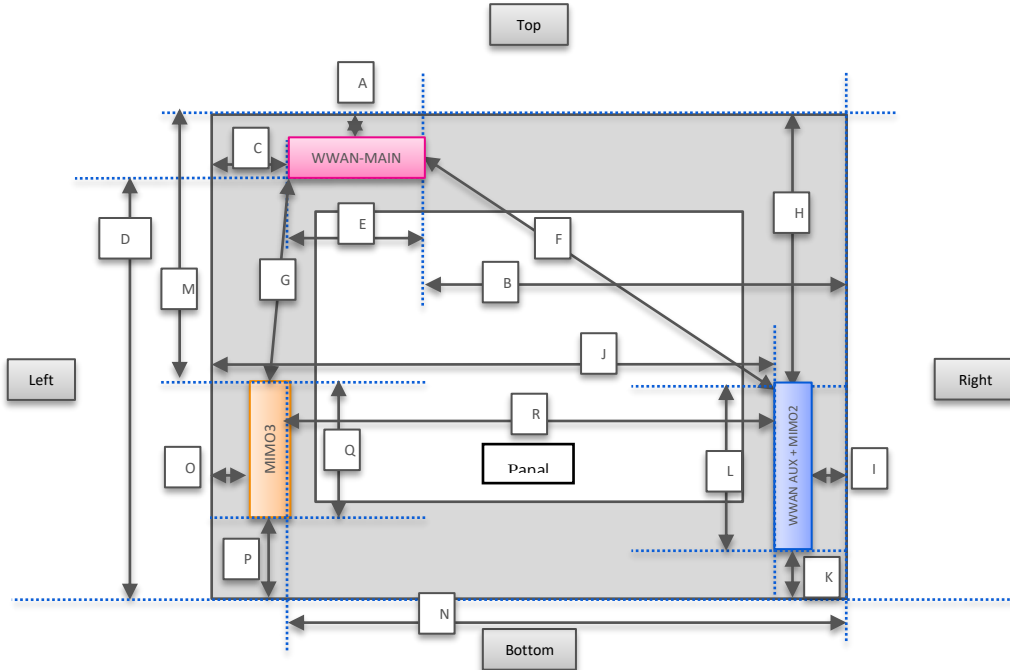 Top
A
C
WWAN-MAIN
H
D
E
F
G
B
M
J
Left
Right
R
MIMO3
Q
Panal
L
WWAN AUX + MIMO2
O
I
P
K
N
Bottom